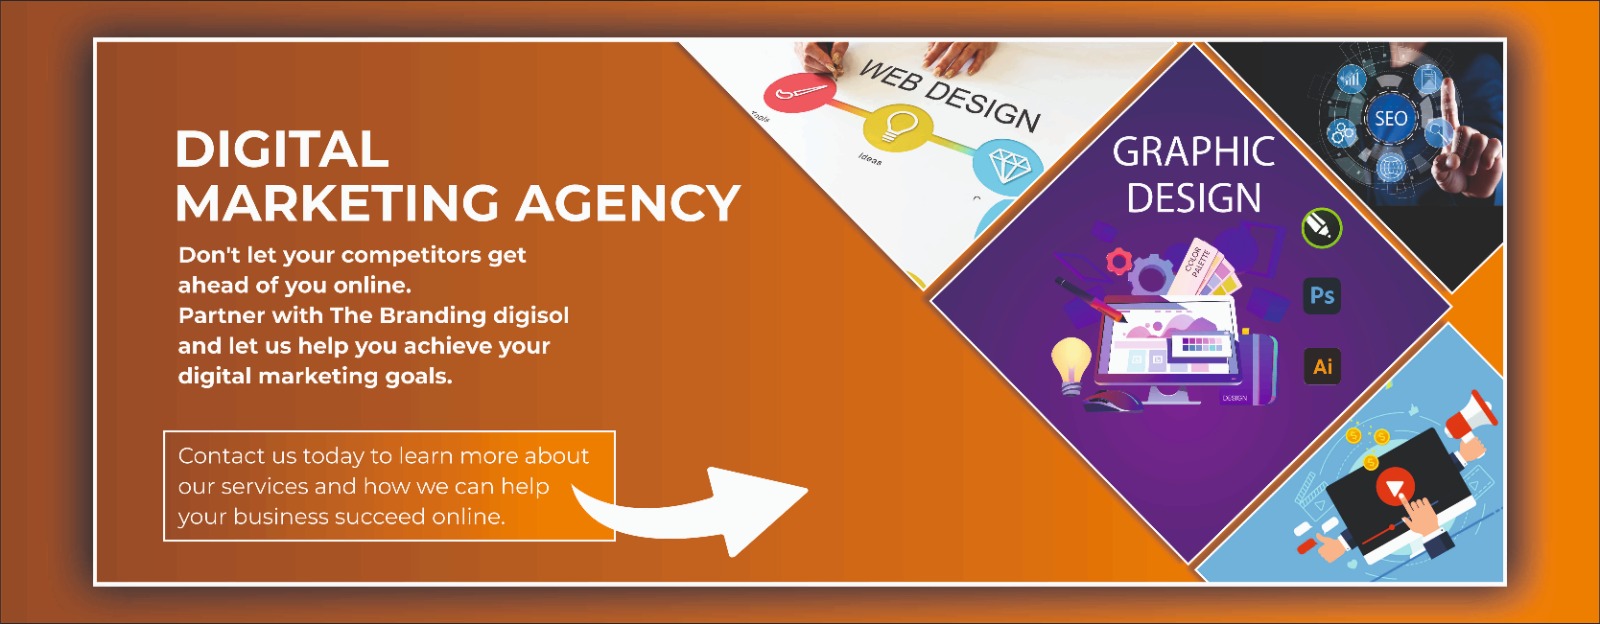 DIGITAL
MARKETING AGENCY
Don't let your competitors get
ahead of you online.
Partner with The Branding digisol
and let us help you achieve your
digital marketing goals.
Contact us today to learn more about
our services and how we can help
your business succeed online.
WEB DESIGN
Tools
Ideas
GRAPHIC
DESIGN
COLOR
PALETTE
DESIGN
Ps
Ai
SEO